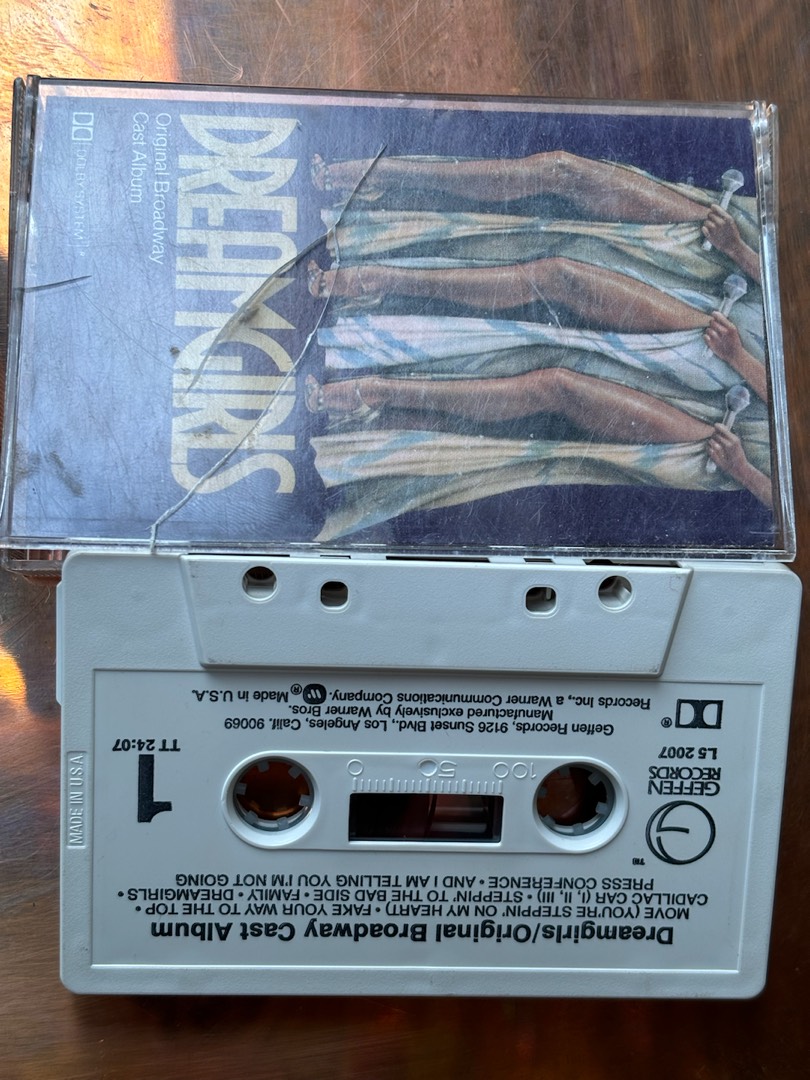 DREAMGIRLS
Original Broadway
Cast Album
DOLBY SYSTEM
Dreamgirls/Original Broadway Cast Album
MOVE (YOU'RE STEPPIN' ON MY HEART) • FAKE YOUR WAY TO THE TOP •
CADILLAC CAR (I, II, III) • STEPPIN' TO THE BAD SIDE • FAMILY • DREAMGIRLS •
PRESS CONFERENCE • AND I AM TELLING YOU I'M NOT GOING
TM
GEFFEN
RECORDS
L5 2007
100 50 0
1
TT 24:07
Geffen Records, 9126 Sunset Blvd., Los Angeles, Calif. 90069
Manufactured exclusively by Warner Bros.
Records Inc., a Warner Communications Company. ® Made in U.S.A.
®
MADE IN USA